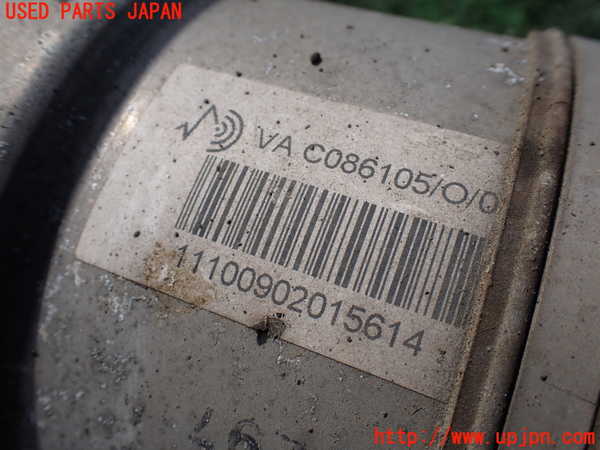 USED PARTS JAPAN
VA C086105/O/0
11100902015614
http://www.upjpn.com/